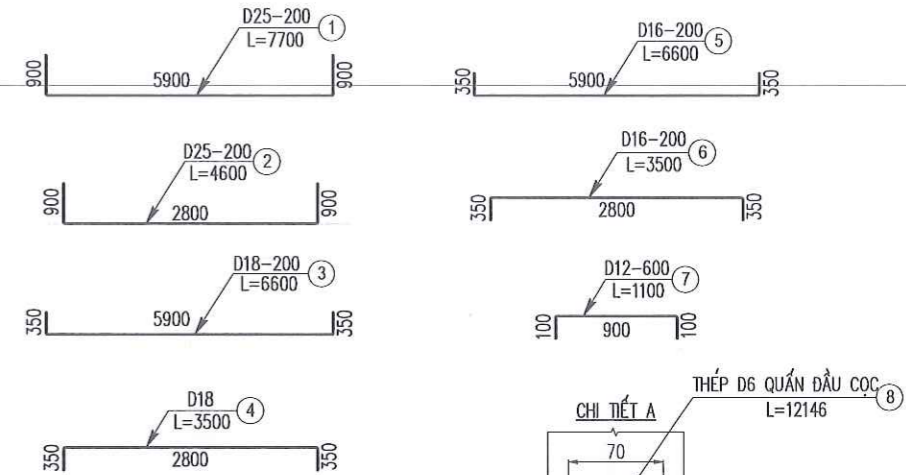 D25-200 1
L=7700
900 5900 900
D16-200 5
L=6600
350 5900 350
D25-200 2
L=4600
900 2800 900
D16-200 6
L=3500
350 2800 350
D18-200 3
L=6600
350 5900 350
D12-600 7
L=1100
100 900 100
D18 4
L=3500
350 2800 350
THÉP D6 QUẤN ĐẦU CỌC 8
L=12146
CHI TIẾT A
70